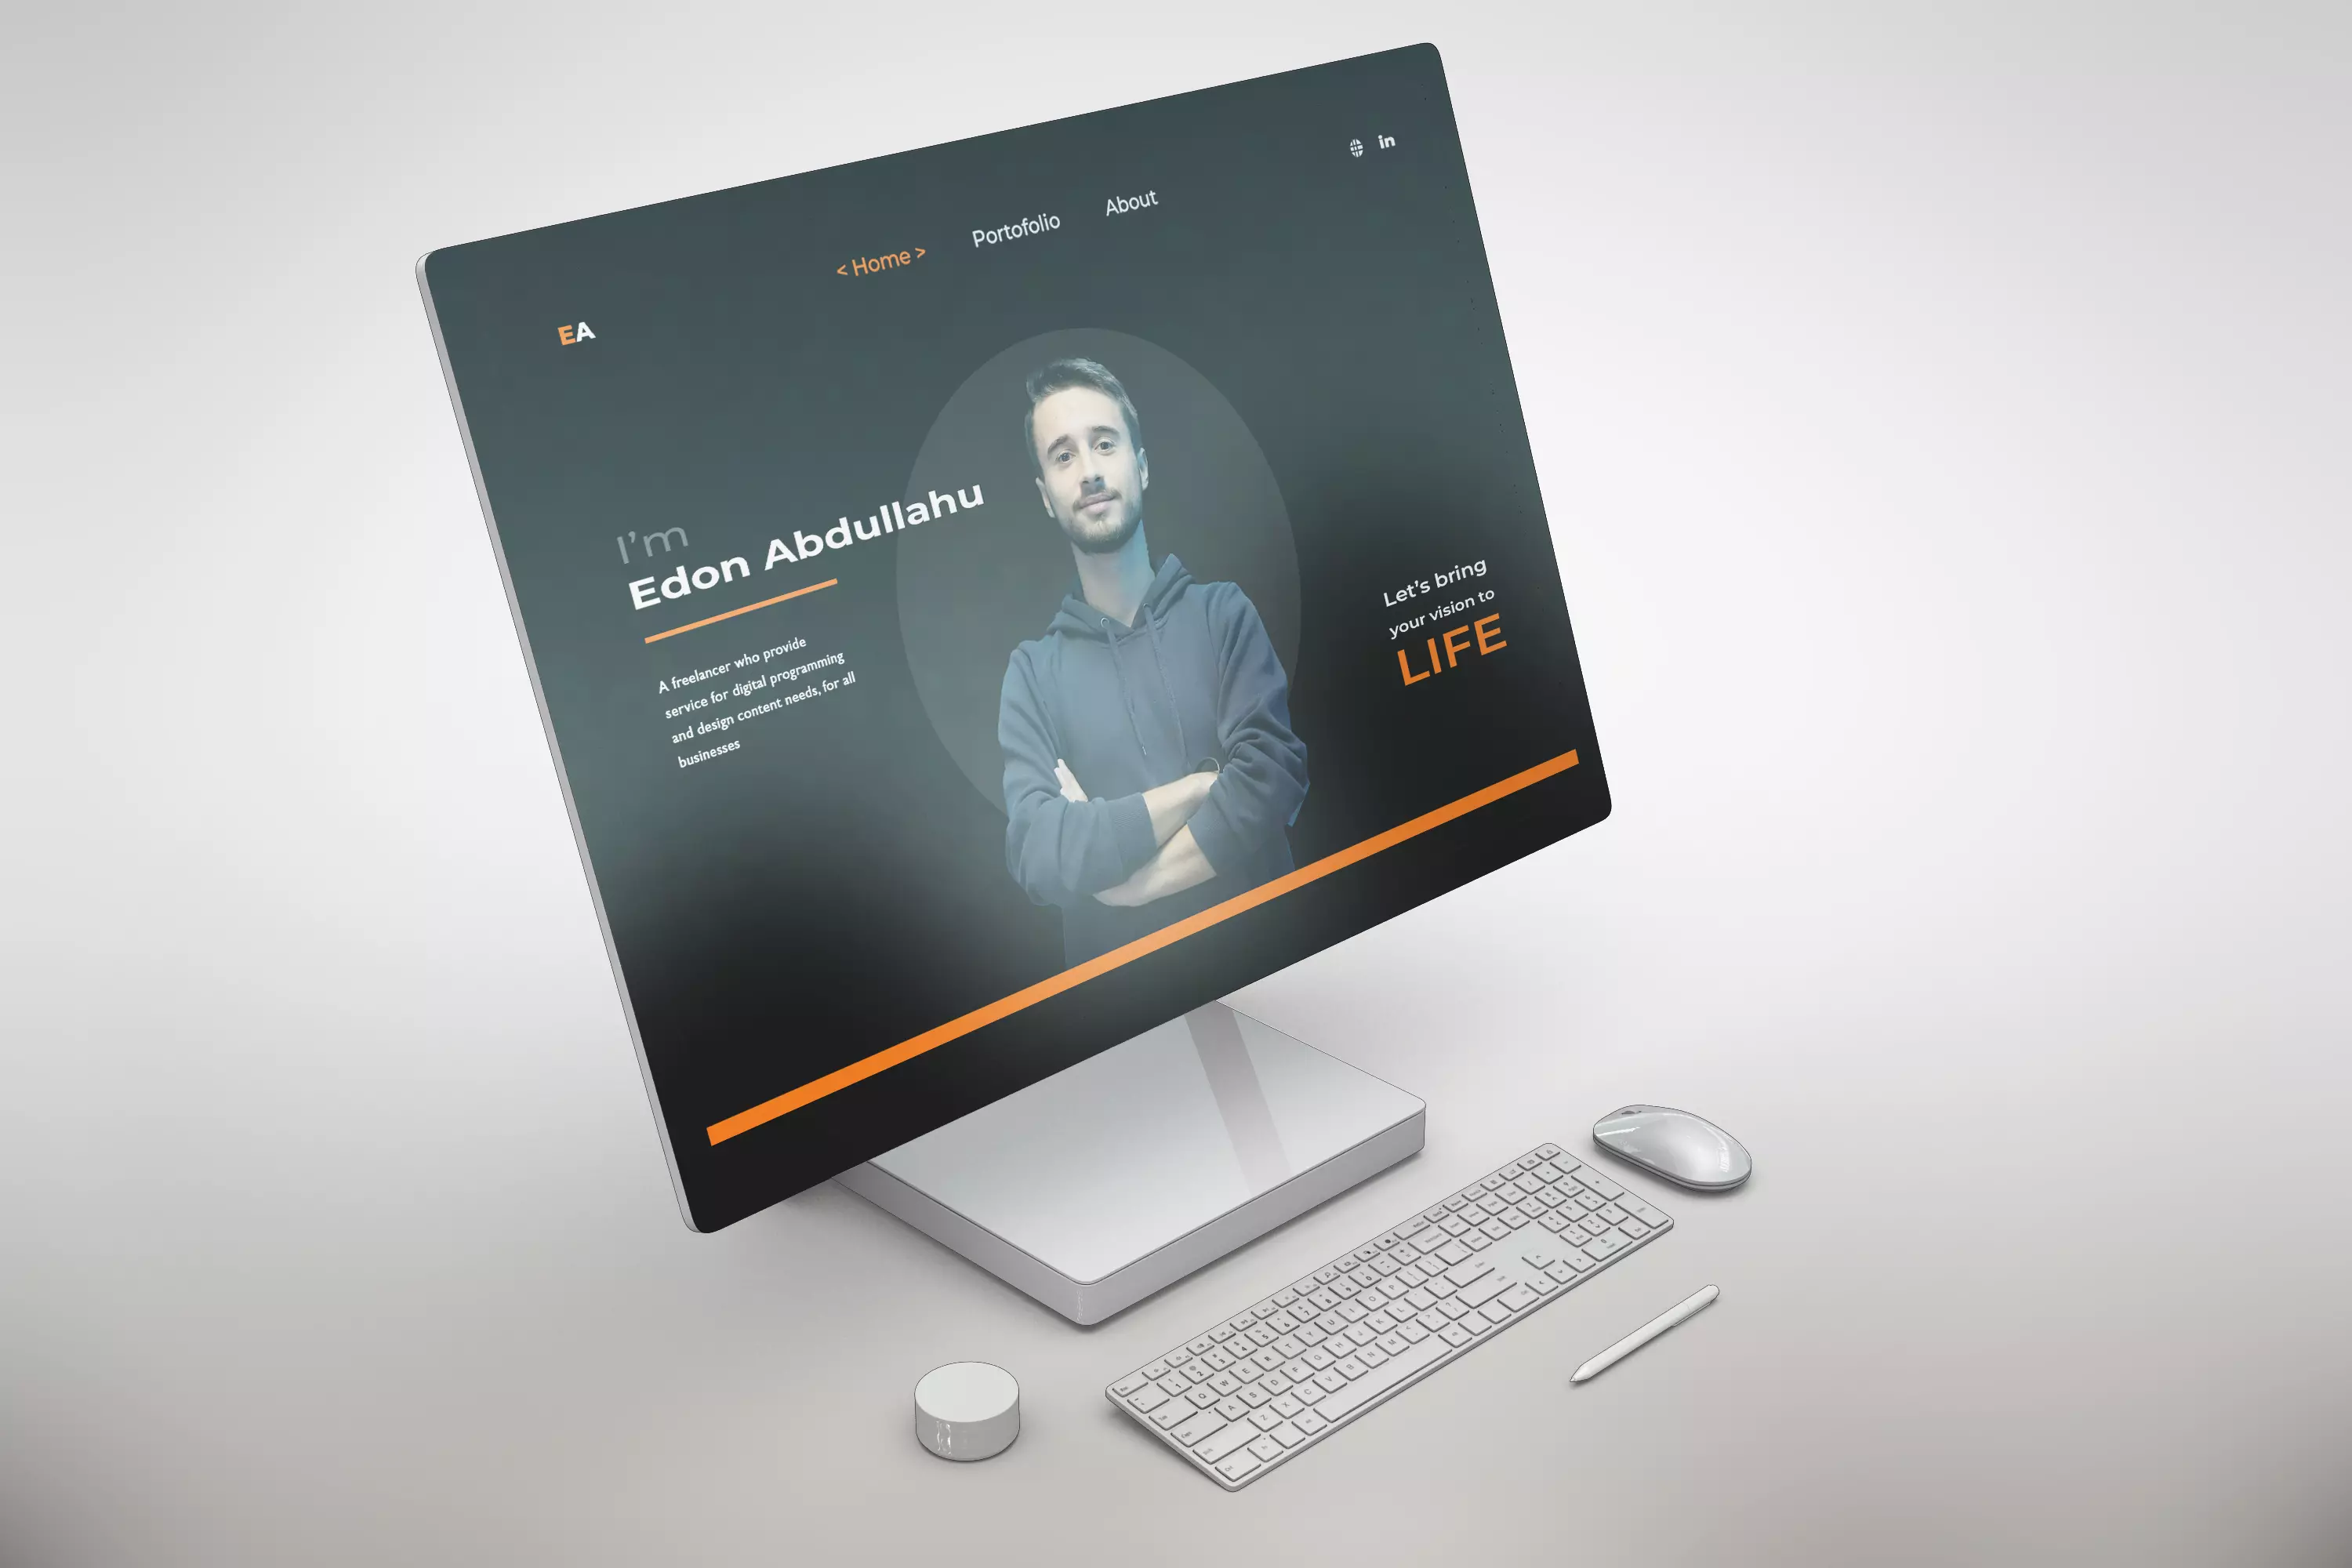 EA
< Home >
Portofolio
About
in
I'm
Edon Abdullahu
A freelancer who provide
service for digital programming
and design content needs, for all
businesses
Let's bring
your vision to
LIFE